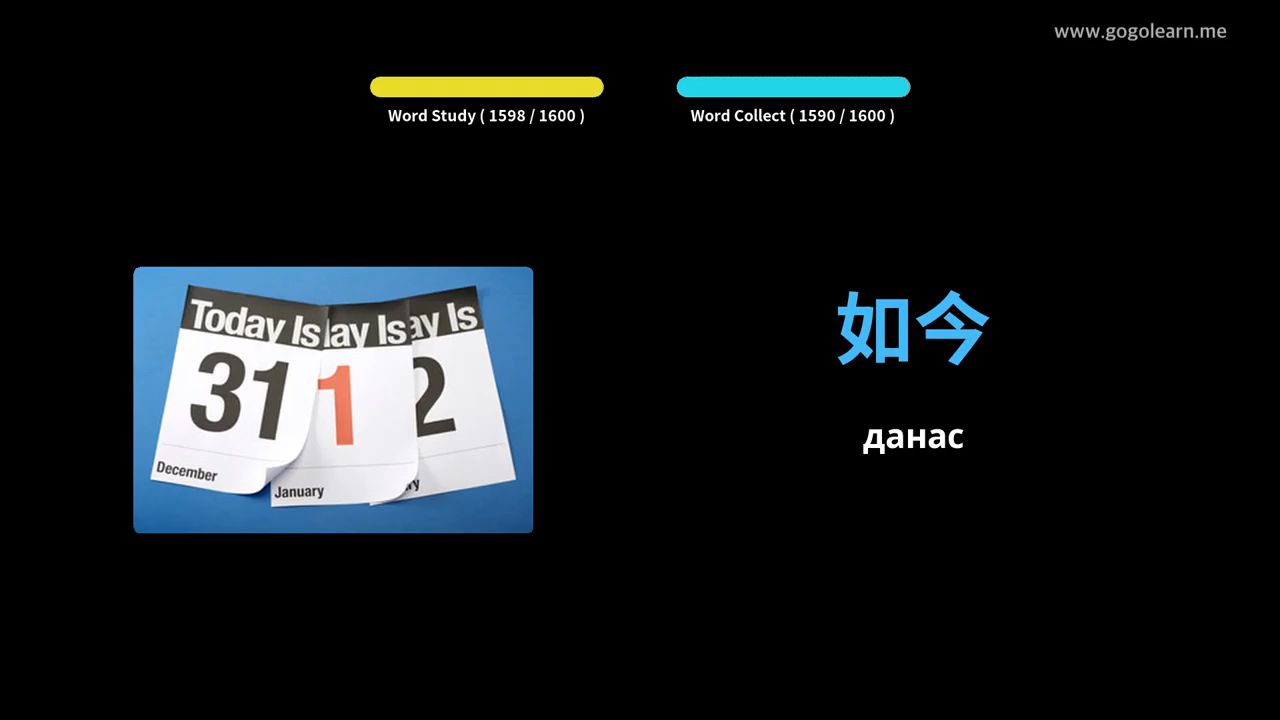 www.gogolearn.me
Word Study ( 1598 / 1600 )
Word Collect ( 1590 / 1600 )
Today Is
ay Is
ay Is
31
1
2
December
January
如今
данас